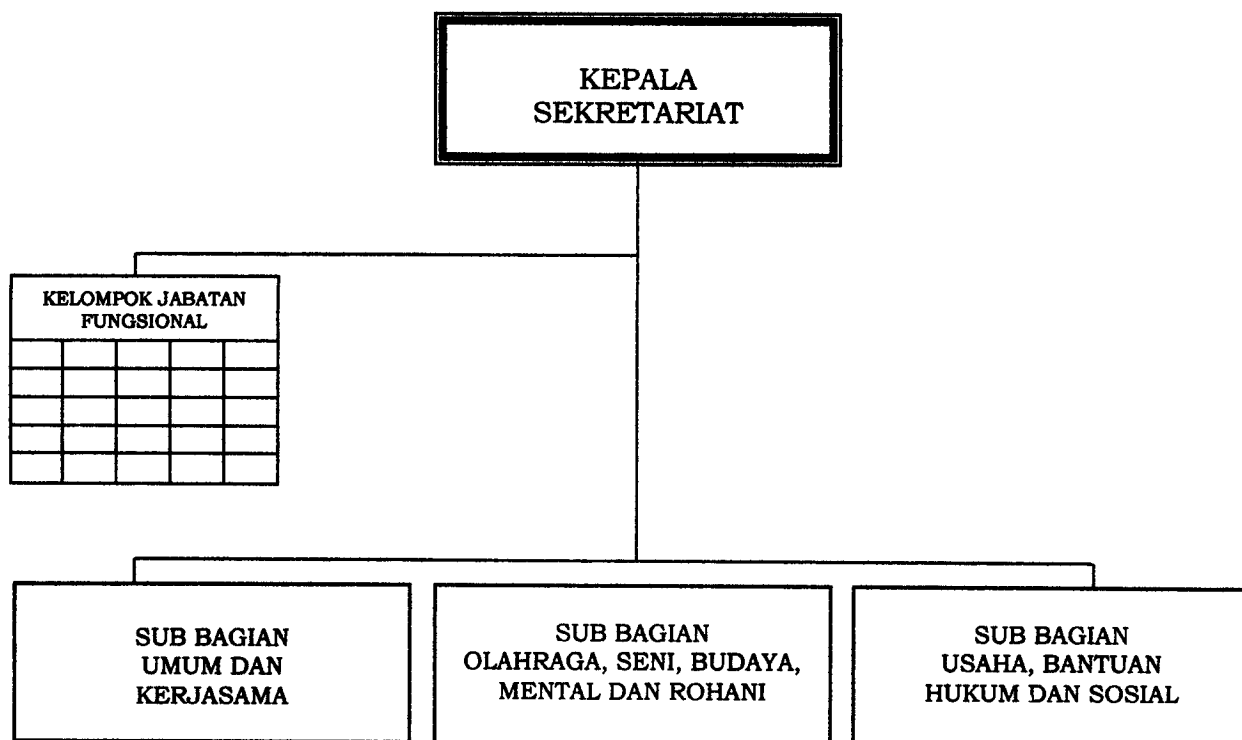 KEPALA
SEKRETARIAT
KELOMPOK JABATAN
FUNGSIONAL
SUB BAGIAN
UMUM DAN
KERJASAMA
SUB BAGIAN
OLAHRAGA, SENI, BUDAYA,
MENTAL DAN ROHANI
SUB BAGIAN
USAHA, BANTUAN
HUKUM DAN SOSIAL